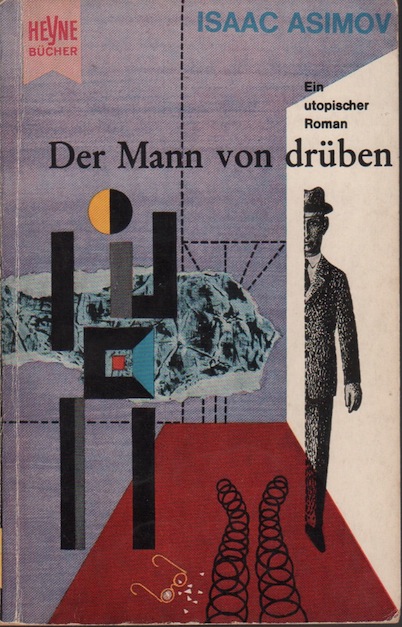 HEYNE
BÜCHER
ISAAC ASIMOV
Ein
utopischer
Roman
Der Mann von drüben